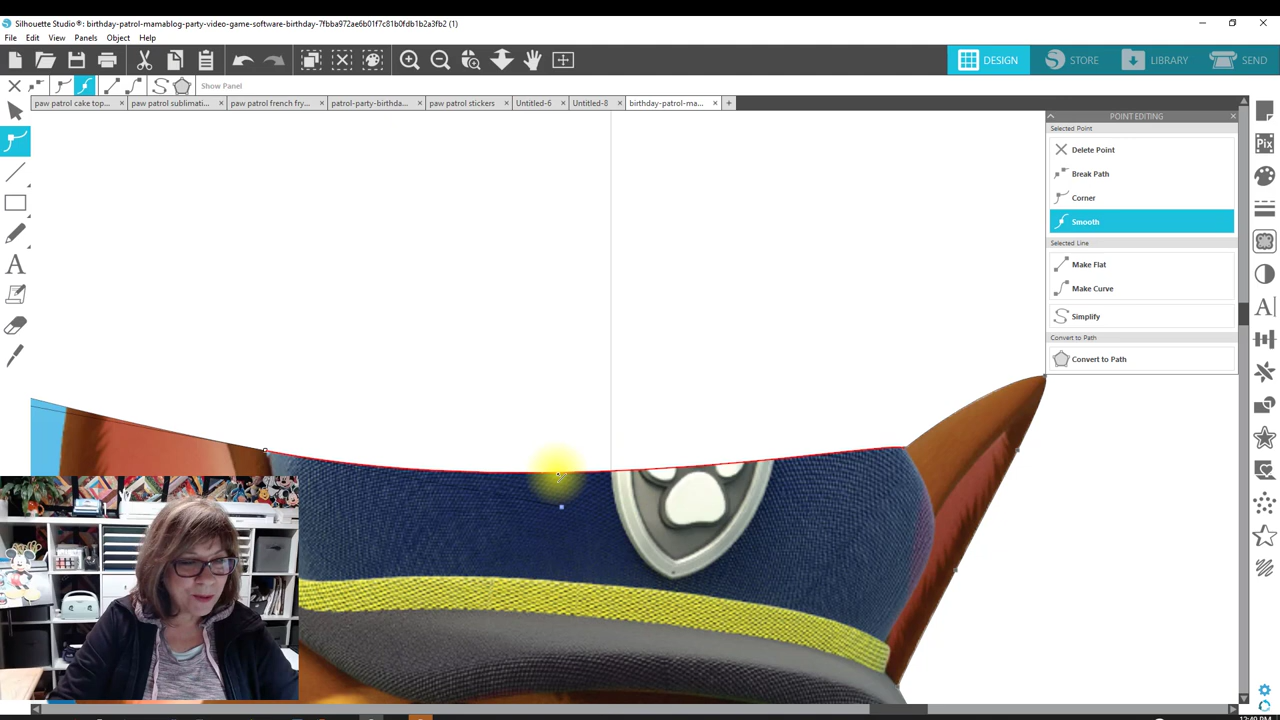 Silhouette Studio®: birthday-patrol-mamablog-party-video-game-software-birthday-7fbba972ae6b01f7c81b0fdb1b2a3fb2 (1)
File Edit View Panels Object Help
DESIGN STORE LIBRARY SEND
Show Panel
paw patrol cake top... paw patrol sublimati... paw patrol french fry... patrol-party-birthda... paw patrol stickers Untitled-6 Untitled-8 birthday-patrol-ma...
POINT EDITING
Selected Point
Delete Point
Break Path
Corner
Smooth
Selected Line
Make Flat
Make Curve
Simplify
Convert to Path
Convert to Path